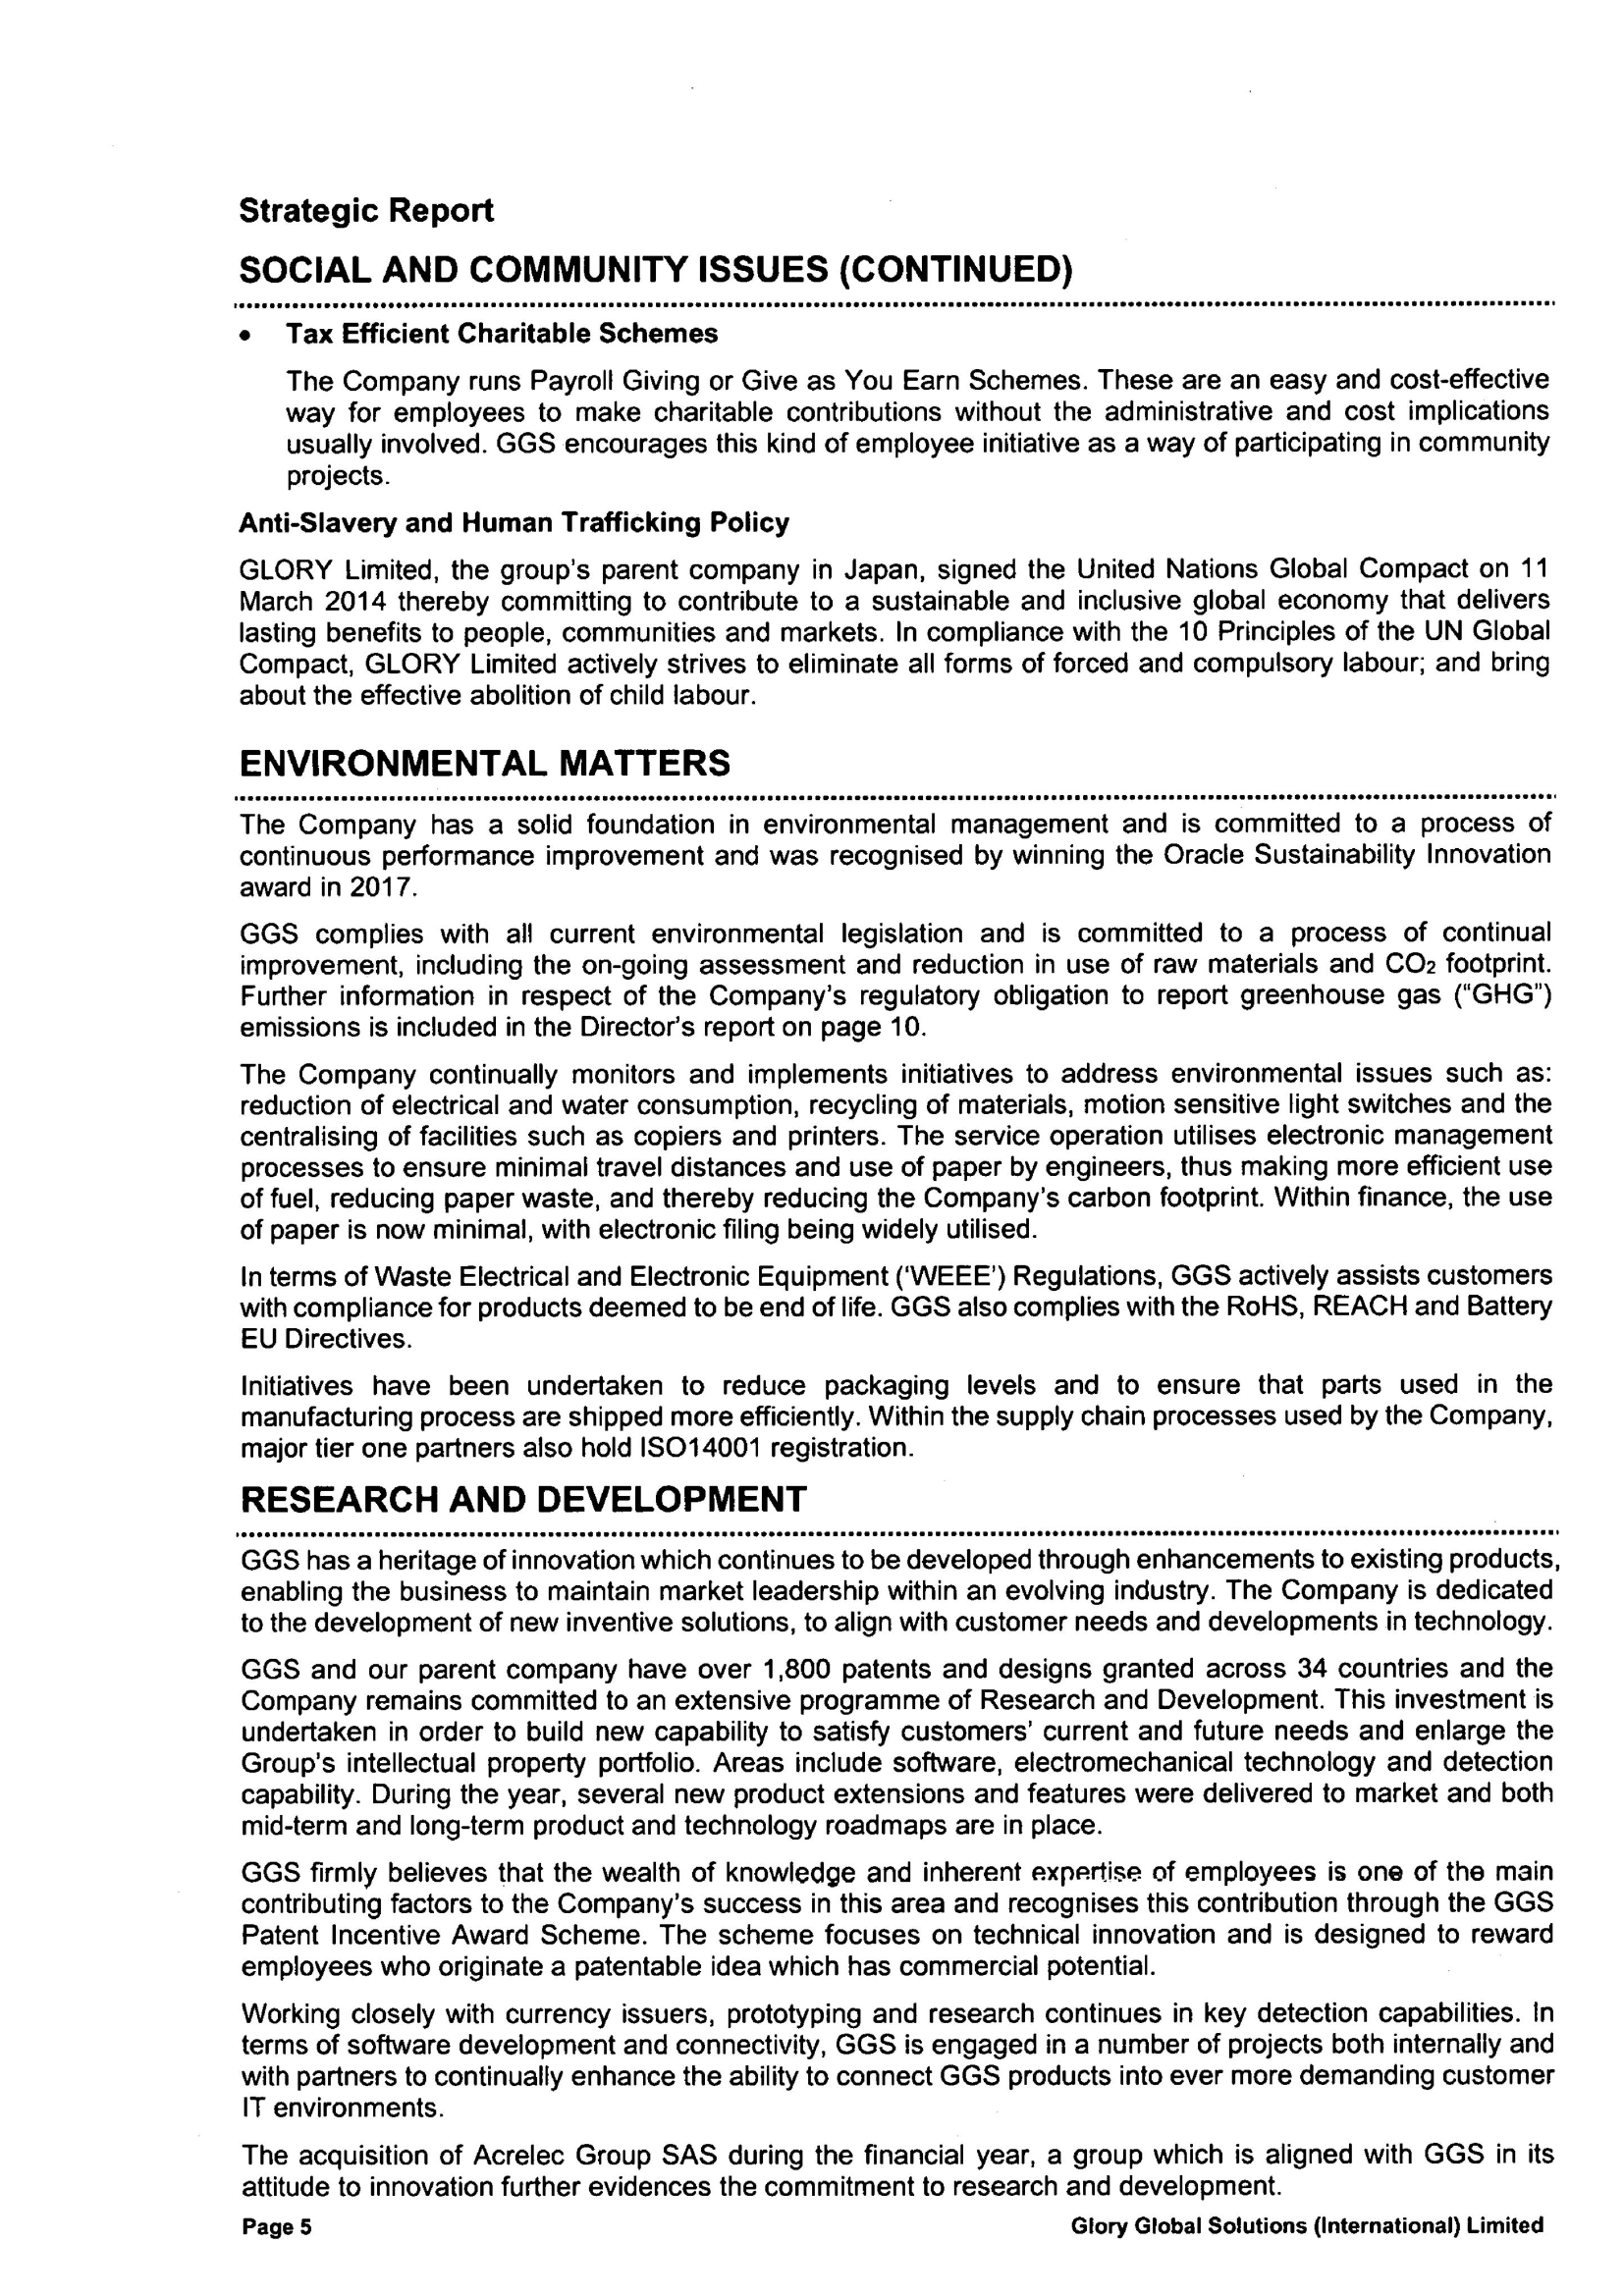 Strategic Report
SOCIAL AND COMMUNITY ISSUES (CONTINUED)
• Tax Efficient Charitable Schemes
The Company runs Payroll Giving or Give as You Earn Schemes. These are an easy and cost-effective
way for employees to make charitable contributions without the administrative and cost implications
usually involved. GGS encourages this kind of employee initiative as a way of participating in community
projects.
Anti-Slavery and Human Trafficking Policy
GLORY Limited, the group's parent company in Japan, signed the United Nations Global Compact on 11
March 2014 thereby committing to contribute to a sustainable and inclusive global economy that delivers
lasting benefits to people, communities and markets. In compliance with the 10 Principles of the UN Global
Compact, GLORY Limited actively strives to eliminate all forms of forced and compulsory labour; and bring
about the effective abolition of child labour.
ENVIRONMENTAL MATTERS
The Company has a solid foundation in environmental management and is committed to a process of
continuous performance improvement and was recognised by winning the Oracle Sustainability Innovation
award in 2017.
GGS complies with all current environmental legislation and is committed to a process of continual
improvement, including the on-going assessment and reduction in use of raw materials and CO₂ footprint.
Further information in respect of the Company's regulatory obligation to report greenhouse gas ("GHG")
emissions is included in the Director's report on page 10.
The Company continually monitors and implements initiatives to address environmental issues such as:
reduction of electrical and water consumption, recycling of materials, motion sensitive light switches and the
centralising of facilities such as copiers and printers. The service operation utilises electronic management
processes to ensure minimal travel distances and use of paper by engineers, thus making more efficient use
of fuel, reducing paper waste, and thereby reducing the Company's carbon footprint. Within finance, the use
of paper is now minimal, with electronic filing being widely utilised.
In terms of Waste Electrical and Electronic Equipment ('WEEE') Regulations, GGS actively assists customers
with compliance for products deemed to be end of life. GGS also complies with the RoHS, REACH and Battery
EU Directives.
Initiatives have been undertaken to reduce packaging levels and to ensure that parts used in the
manufacturing process are shipped more efficiently. Within the supply chain processes used by the Company,
major tier one partners also hold ISO14001 registration.
RESEARCH AND DEVELOPMENT
GGS has a heritage of innovation which continues to be developed through enhancements to existing products,
enabling the business to maintain market leadership within an evolving industry. The Company is dedicated
to the development of new inventive solutions, to align with customer needs and developments in technology.
GGS and our parent company have over 1,800 patents and designs granted across 34 countries and the
Company remains committed to an extensive programme of Research and Development. This investment is
undertaken in order to build new capability to satisfy customers' current and future needs and enlarge the
Group's intellectual property portfolio. Areas include software, electromechanical technology and detection
capability. During the year, several new product extensions and features were delivered to market and both
mid-term and long-term product and technology roadmaps are in place.
GGS firmly believes that the wealth of knowledge and inherent expertise of employees is one of the main
contributing factors to the Company's success in this area and recognises this contribution through the GGS
Patent Incentive Award Scheme. The scheme focuses on technical innovation and is designed to reward
employees who originate a patentable idea which has commercial potential.
Working closely with currency issuers, prototyping and research continues in key detection capabilities. In
terms of software development and connectivity, GGS is engaged in a number of projects both internally and
with partners to continually enhance the ability to connect GGS products into ever more demanding customer
IT environments.
The acquisition of Acrelec Group SAS during the financial year, a group which is aligned with GGS in its
attitude to innovation further evidences the commitment to research and development.
Page 5 Glory Global Solutions (International) Limited